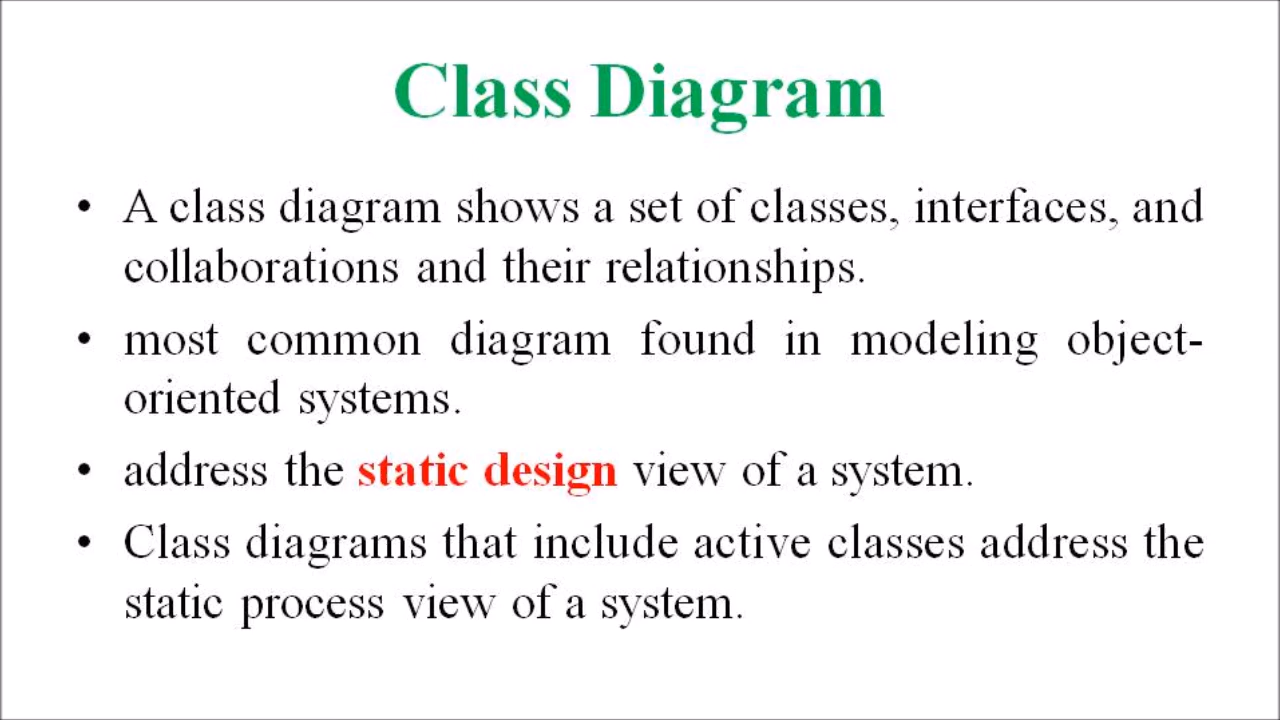 Class Diagram
• A class diagram shows a set of classes, interfaces, and
collaborations and their relationships.
• most common diagram found in modeling object-
oriented systems.
• address the static design view of a system.
• Class diagrams that include active classes address the
static process view of a system.